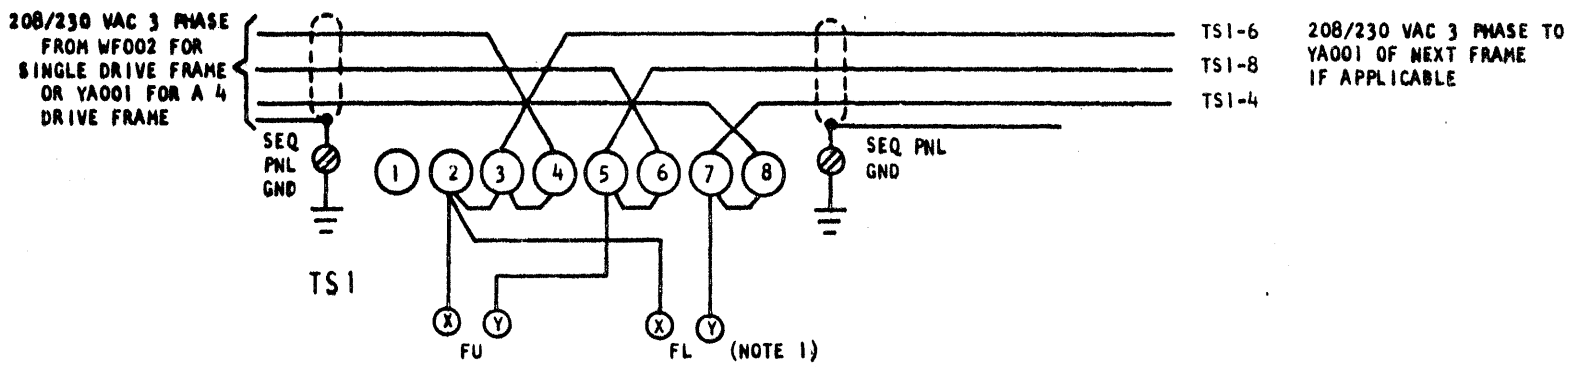 208/230 VAC 3 PHASE
FROM WF002 FOR
SINGLE DRIVE FRAME
OR YA001 FOR A 4
DRIVE FRAME
SEQ
PNL
GND
1 2 3 4 5 6 7 8
SEQ PNL
GND
TS1-6
TS1-8
TS1-4
208/230 VAC 3 PHASE TO
YA001 OF NEXT FRAME
IF APPLICABLE
TS1
X Y X Y
FU FL (NOTE 1)